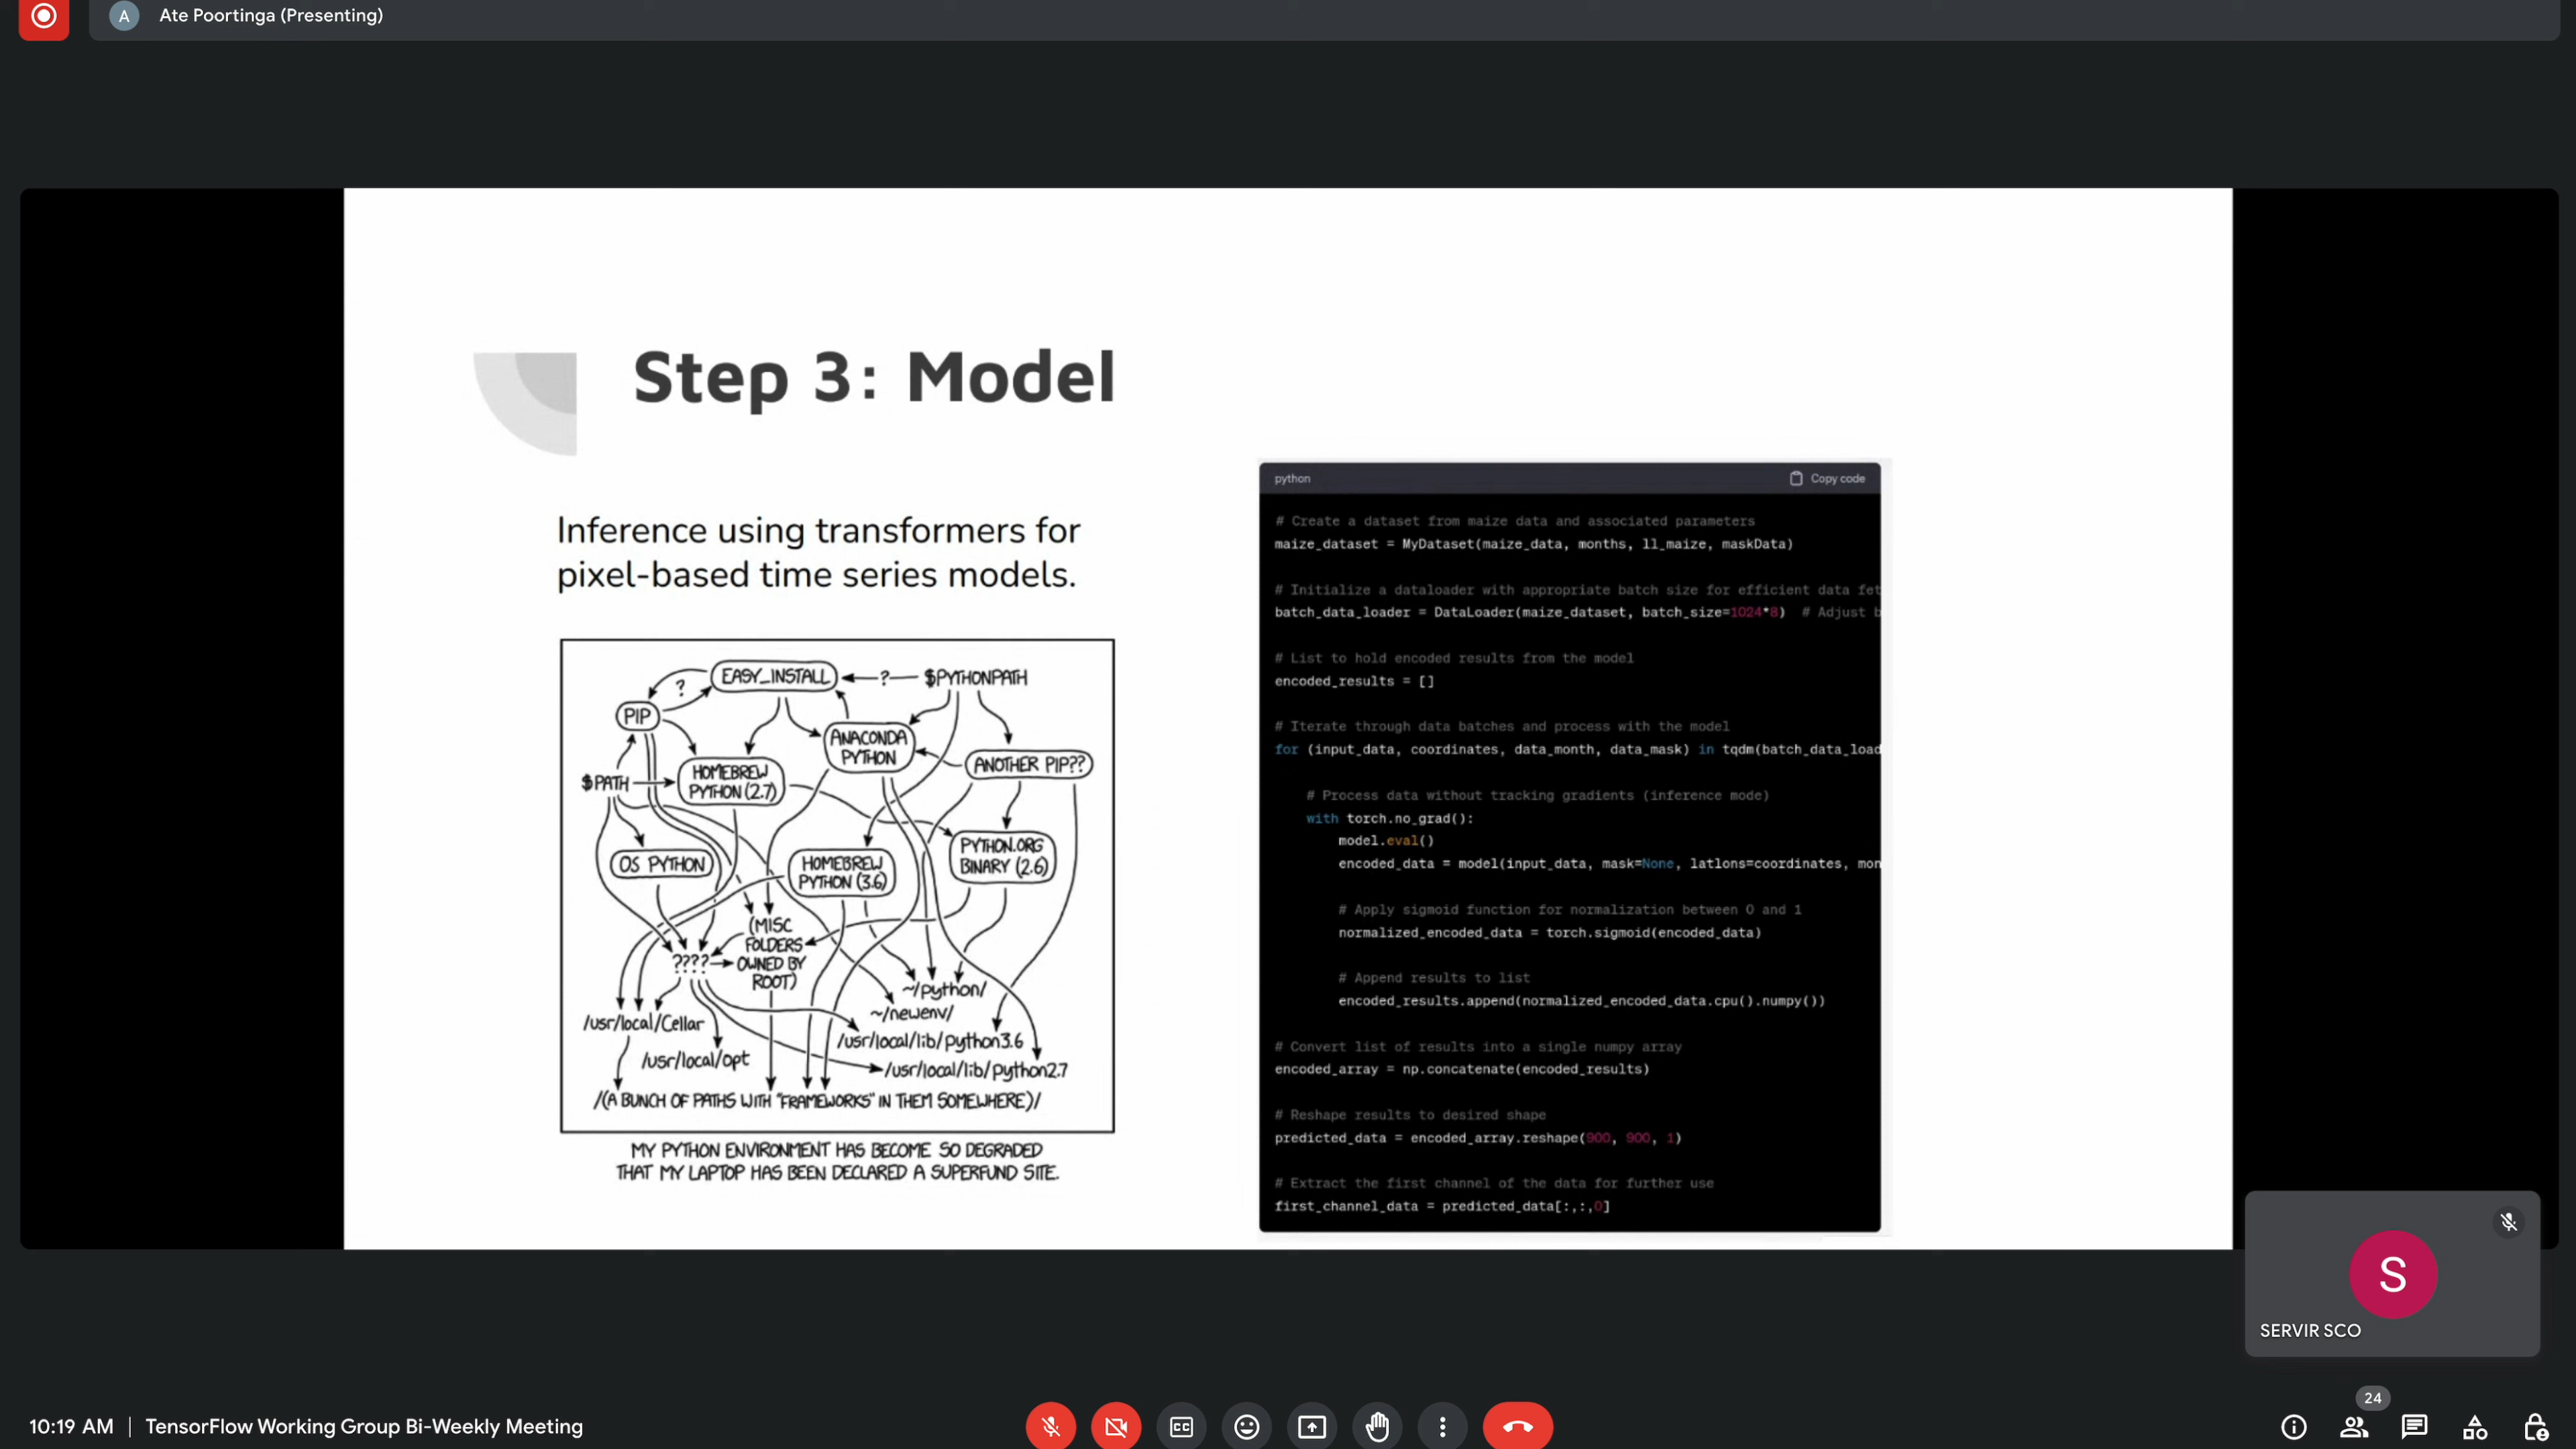 A
Ate Poortinga (Presenting)
Step 3: Model
Inference using transformers for
pixel-based time series models.
EASY_INSTALL
?
$PYTHONPATH
?
PIP
ANACONDA
PYTHON
ANOTHER PIP??
HOMEBREW
PYTHON (2.7)
$PATH
OS PYTHON
HOMEBREW
PYTHON (3.6)
PYTHON.ORG
BINARY (2.6)
(MISC
FOLDERS
OWNED BY
ROOT)
????
~/python/
~/newenv/
/usr/local/Cellar
/usr/local/lib/python3.6
/usr/local/opt
/usr/local/lib/python2.7
/(A BUNCH OF PATHS WITH "FRAMEWORKS" IN THEM SOMEWHERE)/
MY PYTHON ENVIRONMENT HAS BECOME SO DEGRADED
THAT MY LAPTOP HAS BEEN DECLARED A SUPERFUND SITE.
python
Copy code
# Create a dataset from maize data and associated parameters
maize_dataset = MyDataset(maize_data, months, ll_maize, maskData)
# Initialize a dataloader with appropriate batch size for efficient data fet
batch_data_loader = DataLoader(maize_dataset, batch_size=1024*8)  # Adjust b
# List to hold encoded results from the model
encoded_results = []
# Iterate through data batches and process with the model
for (input_data, coordinates, data_month, data_mask) in tqdm(batch_data_load
# Process data without tracking gradients (inference mode)
with torch.no_grad():
model.eval()
encoded_data = model(input_data, mask=None, latlons=coordinates, mon
# Apply sigmoid function for normalization between 0 and 1
normalized_encoded_data = torch.sigmoid(encoded_data)
# Append results to list
encoded_results.append(normalized_encoded_data.cpu().numpy())
# Convert list of results into a single numpy array
encoded_array = np.concatenate(encoded_results)
# Reshape results to desired shape
predicted_data = encoded_array.reshape(900, 900, 1)
# Extract the first channel of the data for further use
first_channel_data = predicted_data[:,:,0]
S
SERVIR SCO
10:19 AM | TensorFlow Working Group Bi-Weekly Meeting
CC
24